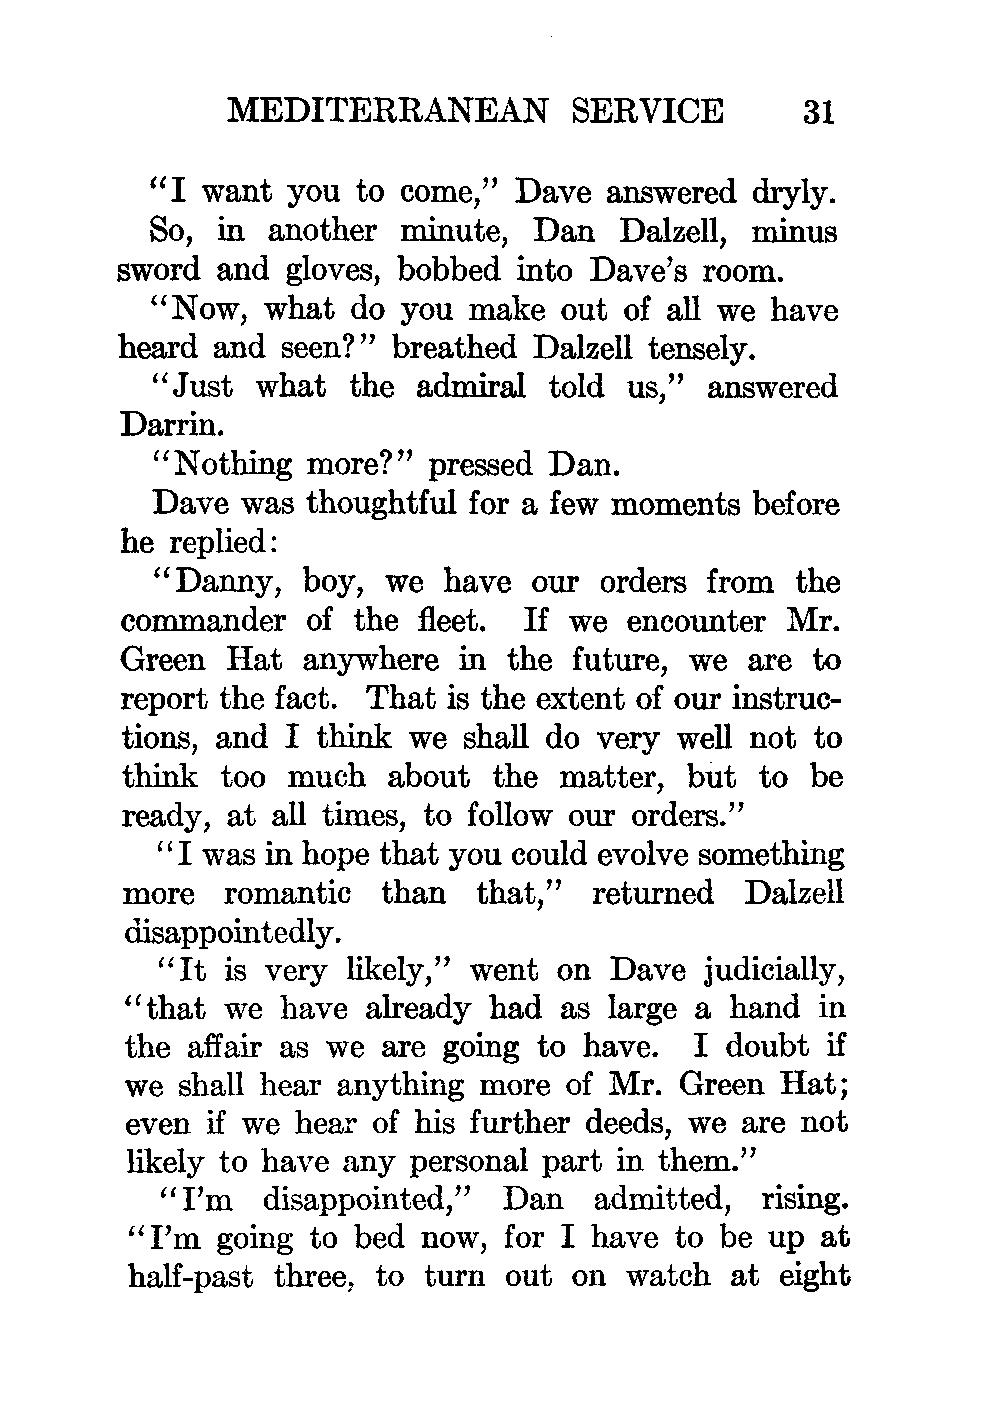 MEDITERRANEAN SERVICE 31
“I want you to come,” Dave answered dryly.
So, in another minute, Dan Dalzell, minus
sword and gloves, bobbed into Dave’s room.
“Now, what do you make out of all we have
heard and seen?” breathed Dalzell tensely.
“Just what the admiral told us,” answered
Darrin.
“Nothing more?” pressed Dan.
Dave was thoughtful for a few moments before
he replied:
“Danny, boy, we have our orders from the
commander of the fleet. If we encounter Mr.
Green Hat anywhere in the future, we are to
report the fact. That is the extent of our instruc-
tions, and I think we shall do very well not to
think too much about the matter, but to be
ready, at all times, to follow our orders.”
“I was in hope that you could evolve something
more romantic than that,” returned Dalzell
disappointedly.
“It is very likely,” went on Dave judicially,
“that we have already had as large a hand in
the affair as we are going to have. I doubt if
we shall hear anything more of Mr. Green Hat;
even if we hear of his further deeds, we are not
likely to have any personal part in them.”
“I’m disappointed,” Dan admitted, rising.
“I’m going to bed now, for I have to be up at
half-past three, to turn out on watch at eight